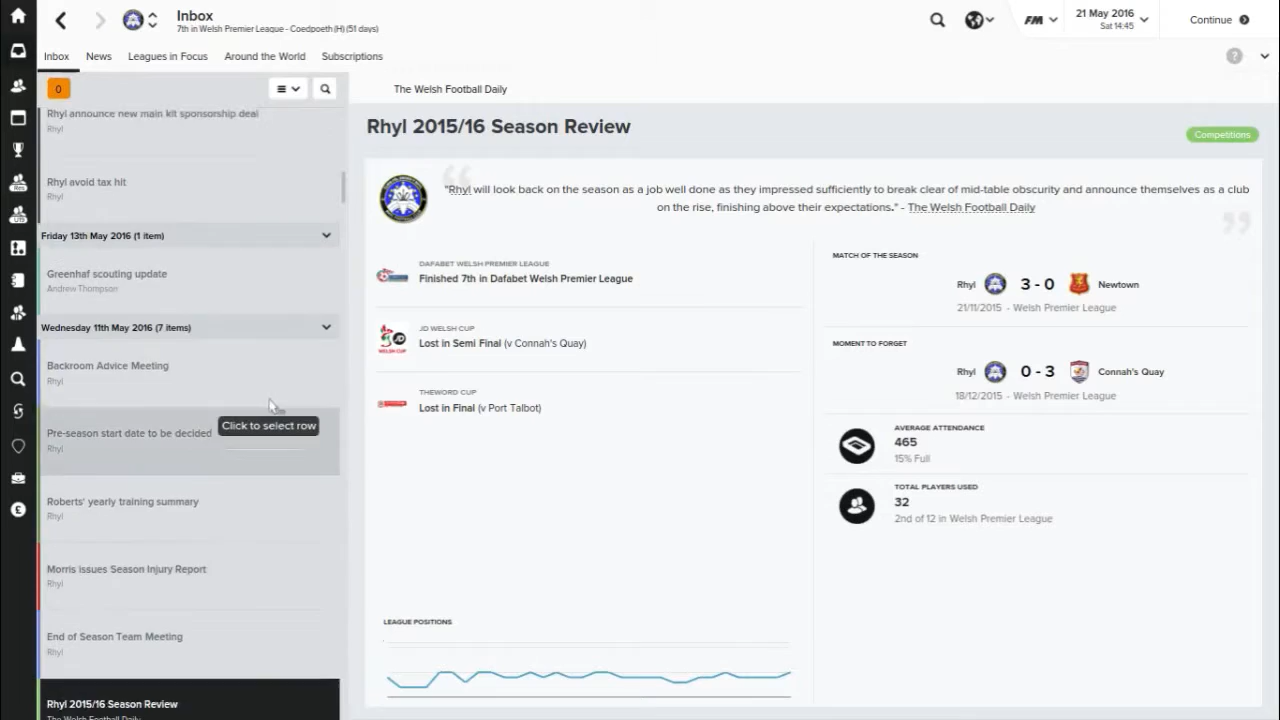 Inbox
7th in Welsh Premier League - Coedpoeth (H) (51 days)
FM
21 May 2016
Sat 14:45
Continue
Inbox
News
Leagues in Focus
Around the World
Subscriptions
?
0
The Welsh Football Daily
Rhyl announce new main kit sponsorship deal
Rhyl
Rhyl avoid tax hit
Rhyl
Friday 13th May 2016 (1 item)
Greenhaf scouting update
Andrew Thompson
Wednesday 11th May 2016 (7 items)
Backroom Advice Meeting
Rhyl
Click to select row
Pre-season start date to be decided
Rhyl
Roberts' yearly training summary
Rhyl
Morris issues Season Injury Report
Rhyl
End of Season Team Meeting
Rhyl
Rhyl 2015/16 Season Review
The Welsh Football Daily
Rhyl 2015/16 Season Review
Competitions
"Rhyl will look back on the season as a job well done as they impressed sufficiently to break clear of mid-table obscurity and announce themselves as a club
on the rise, finishing above their expectations." - The Welsh Football Daily
DAFABET WELSH PREMIER LEAGUE
Finished 7th in Dafabet Welsh Premier League
JD WELSH CUP
Lost in Semi Final (v Connah's Quay)
THEWORD CUP
Lost in Final (v Port Talbot)
LEAGUE POSITIONS
MATCH OF THE SEASON
Rhyl 3 - 0 Newtown
21/11/2015 - Welsh Premier League
MOMENT TO FORGET
Rhyl 0 - 3 Connah's Quay
18/12/2015 - Welsh Premier League
AVERAGE ATTENDANCE
465
15% Full
TOTAL PLAYERS USED
32
2nd of 12 in Welsh Premier League